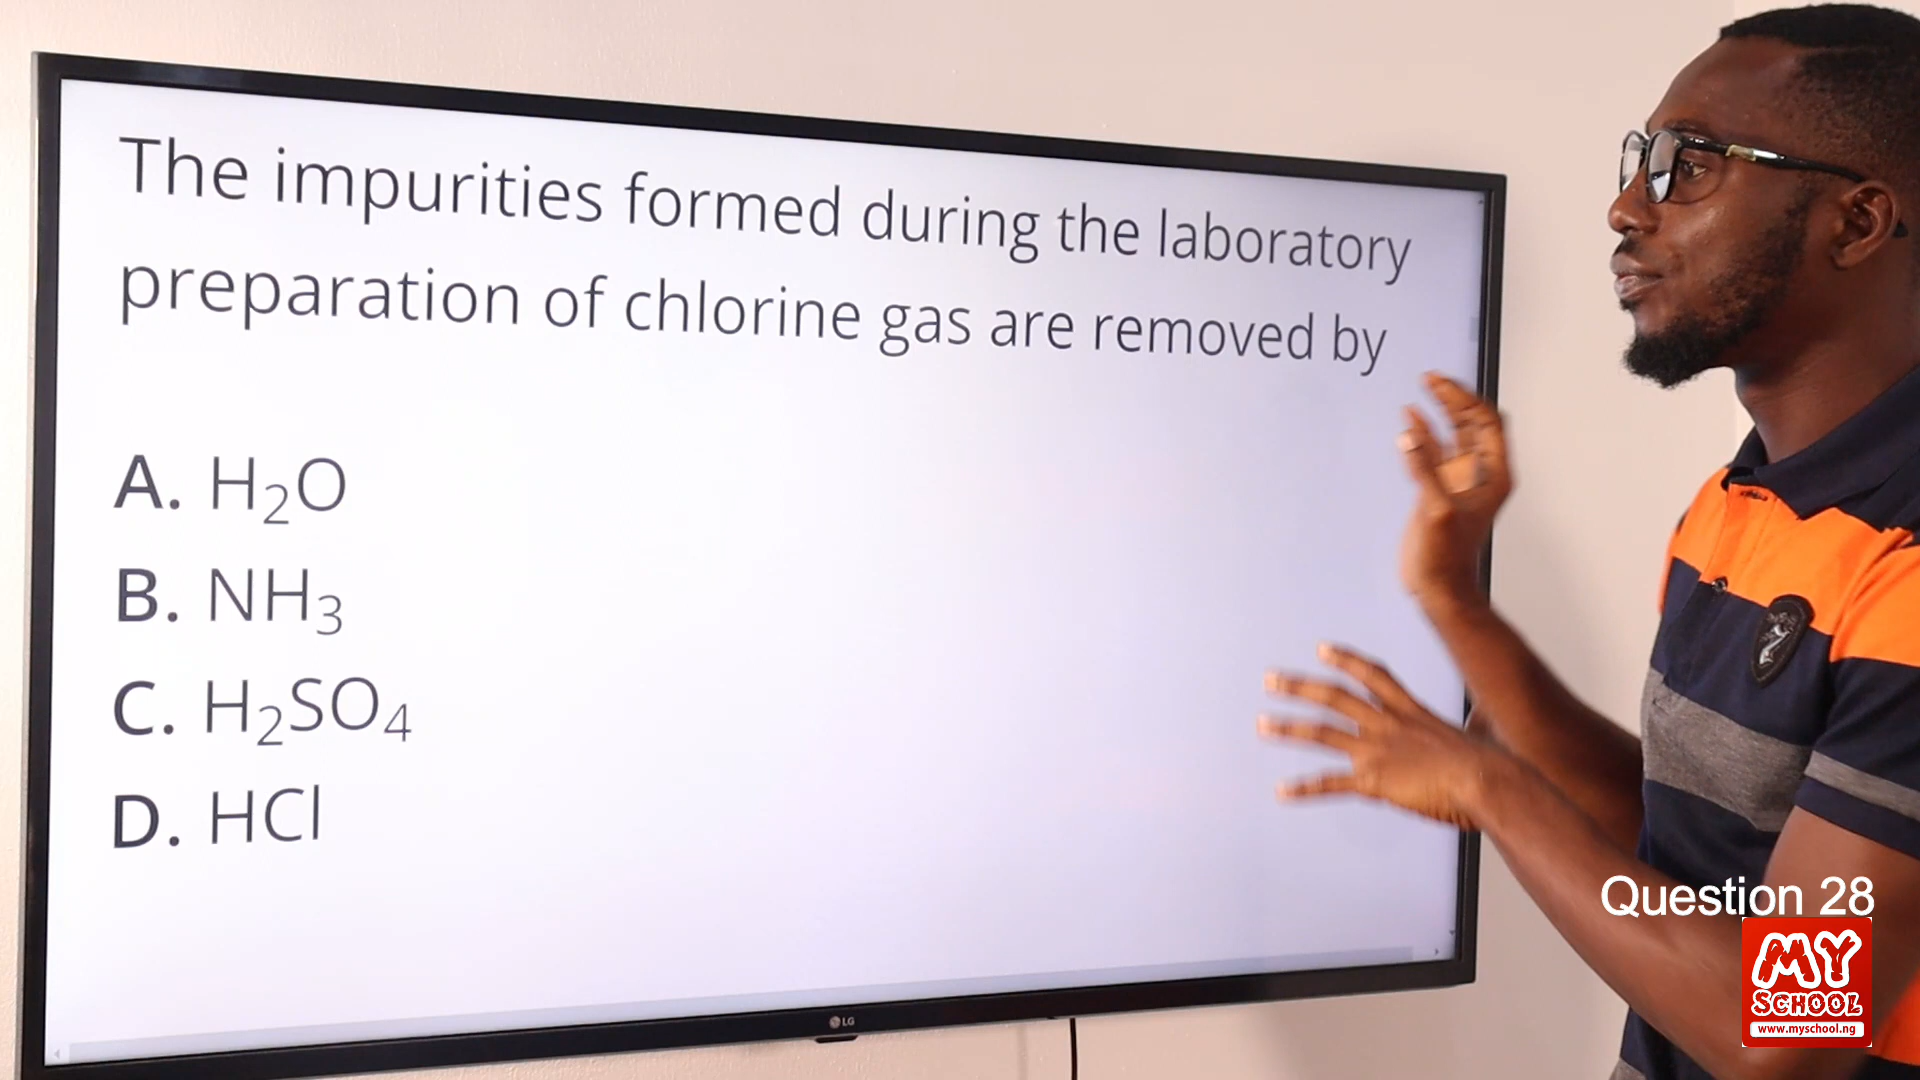 The impurities formed during the laboratory
preparation of chlorine gas are removed by
A. H₂O
B. NH₃
C. H₂SO₄
D. HCl
LG
Question 28
MY
SCHOOL
www.myschool.ng